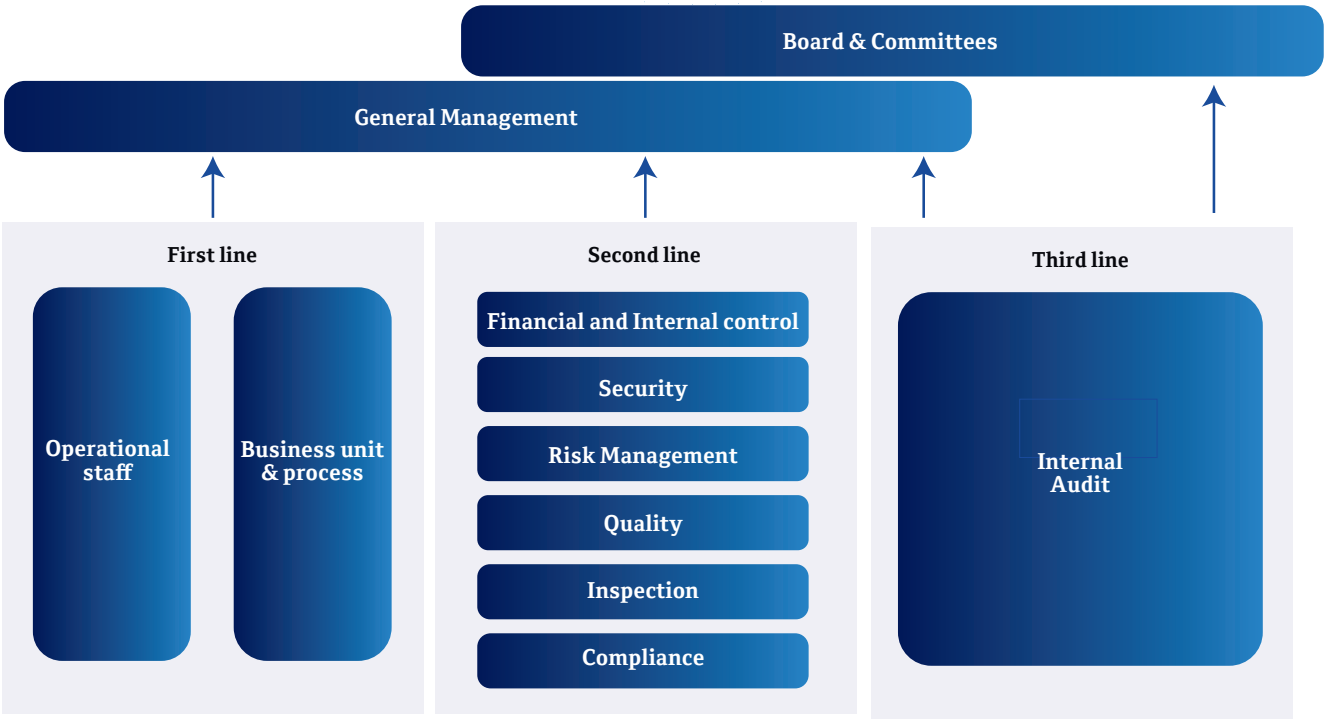 Board & Committees
General Management
First line
Operational
staff
Business unit
& process
Second line
Financial and Internal control
Security
Risk Management
Quality
Inspection
Compliance
Third line
Internal
Audit